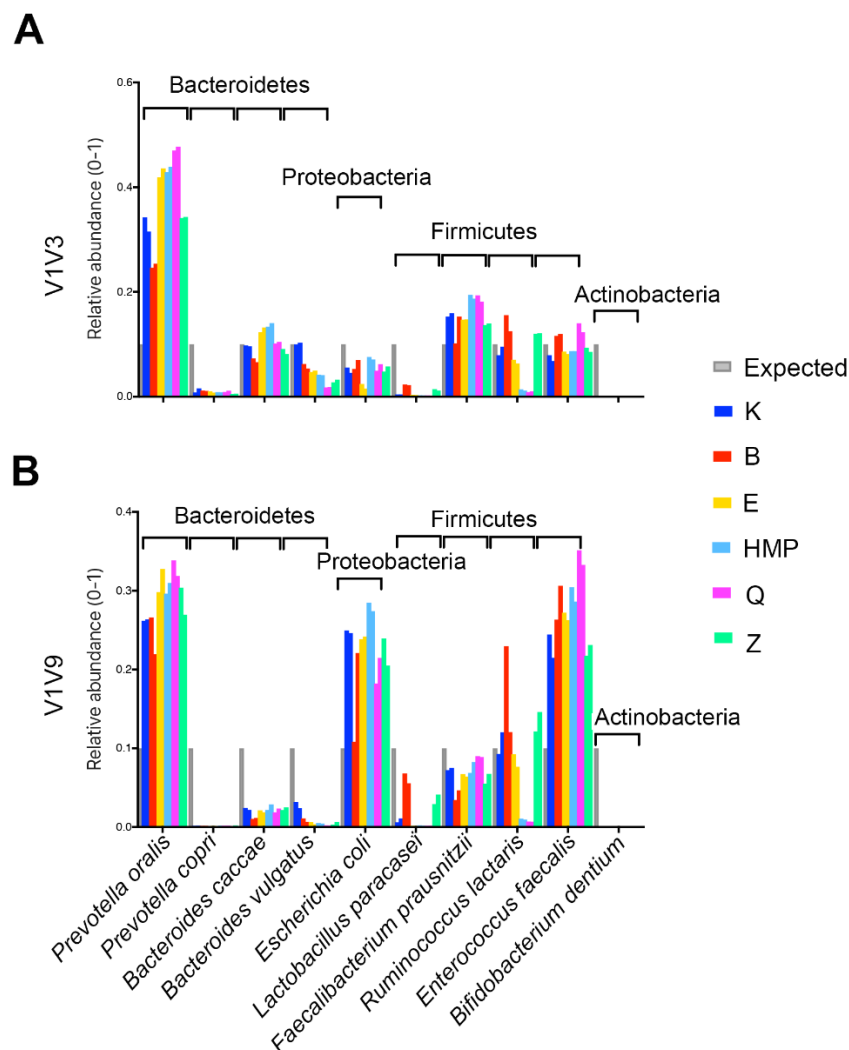 A
0.6
Bacteroidetes
Proteobacteria
0.4
Firmicutes
V1V3
Relative abundance (0-1)
0.2
Actinobacteria
0.0
Expected
K
B
E
HMP
Q
Z
B
0.4
Bacteroidetes
Firmicutes
Proteobacteria
0.3
V1V9
Relative abundance (0-1)
0.2
Actinobacteria
0.1
0.0
Prevotella oralis
Prevotella copri
Bacteroides caccae
Bacteroides vulgatus
Escherichia coli
Lactobacillus paracasei
Faecalibacterium prausnitzii
Ruminococcus lactaris
Enterococcus faecalis
Bifidobacterium dentium